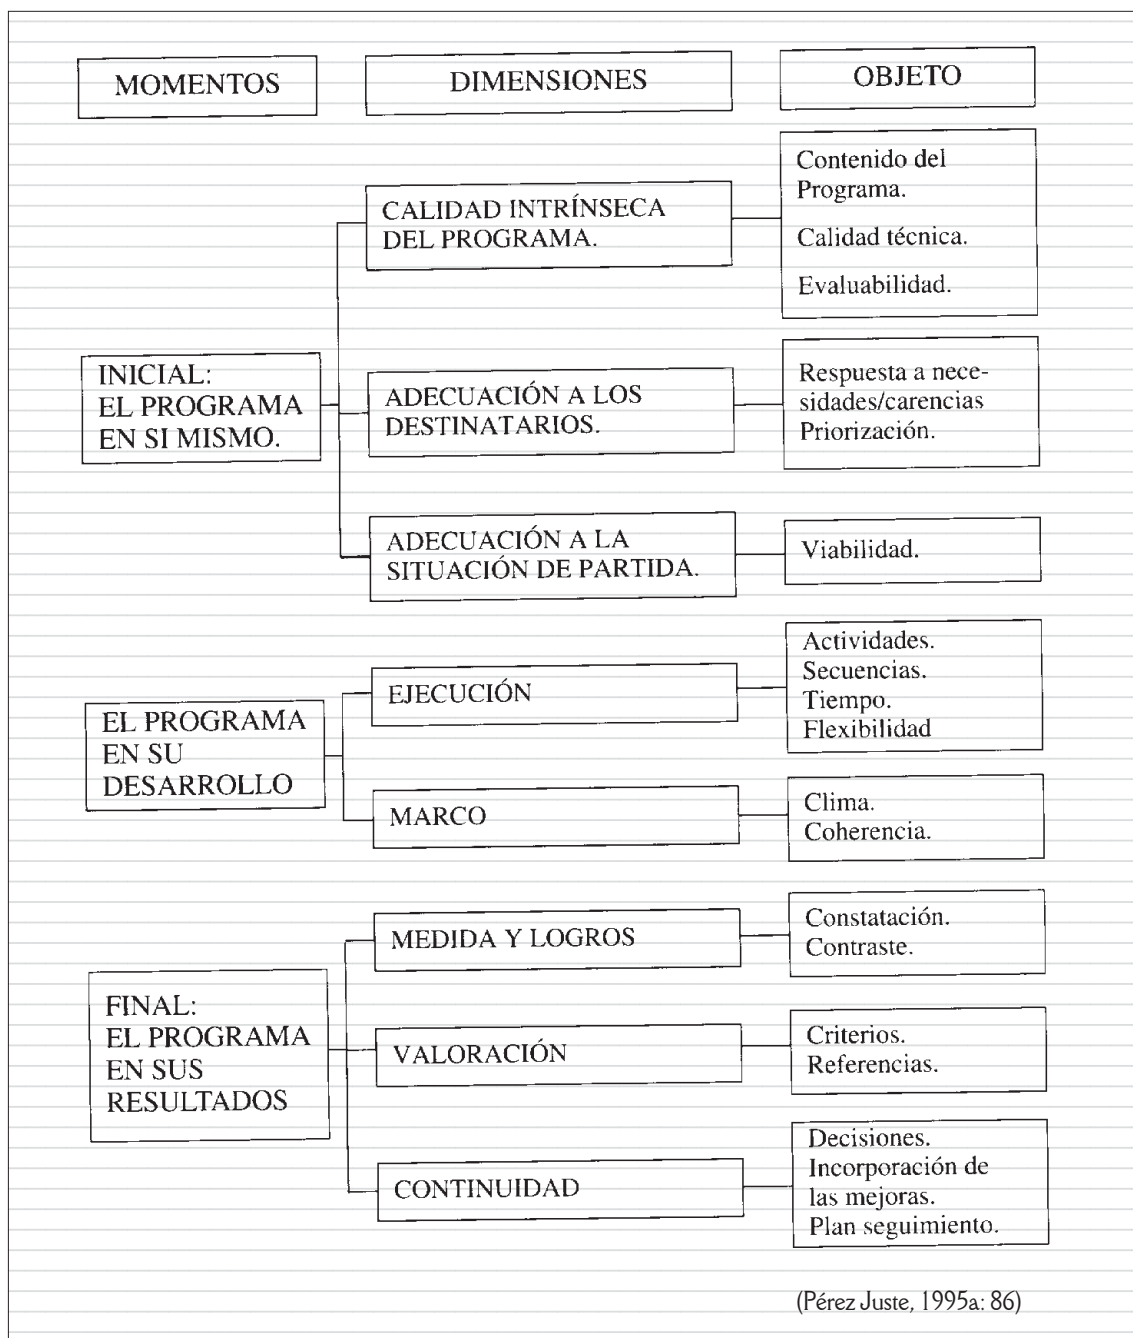 MOMENTOS
DIMENSIONES
OBJETO
CALIDAD INTRÍNSECA
DEL PROGRAMA.
Contenido del
Programa.
Calidad técnica.
Evaluabilidad.
INICIAL:
EL PROGRAMA
EN SI MISMO.
ADECUACIÓN A LOS
DESTINATARIOS.
Respuesta a nece-
sidades/carencias
Priorización.
ADECUACIÓN A LA
SITUACIÓN DE PARTIDA.
Viabilidad.
EL PROGRAMA
EN SU
DESARROLLO
EJECUCIÓN
Actividades.
Secuencias.
Tiempo.
Flexibilidad
MARCO
Clima.
Coherencia.
FINAL:
EL PROGRAMA
EN SUS
RESULTADOS
MEDIDA Y LOGROS
Constatación.
Contraste.
VALORACIÓN
Criterios.
Referencias.
CONTINUIDAD
Decisiones.
Incorporación de
las mejoras.
Plan seguimiento.
(Pérez Juste, 1995a: 86)